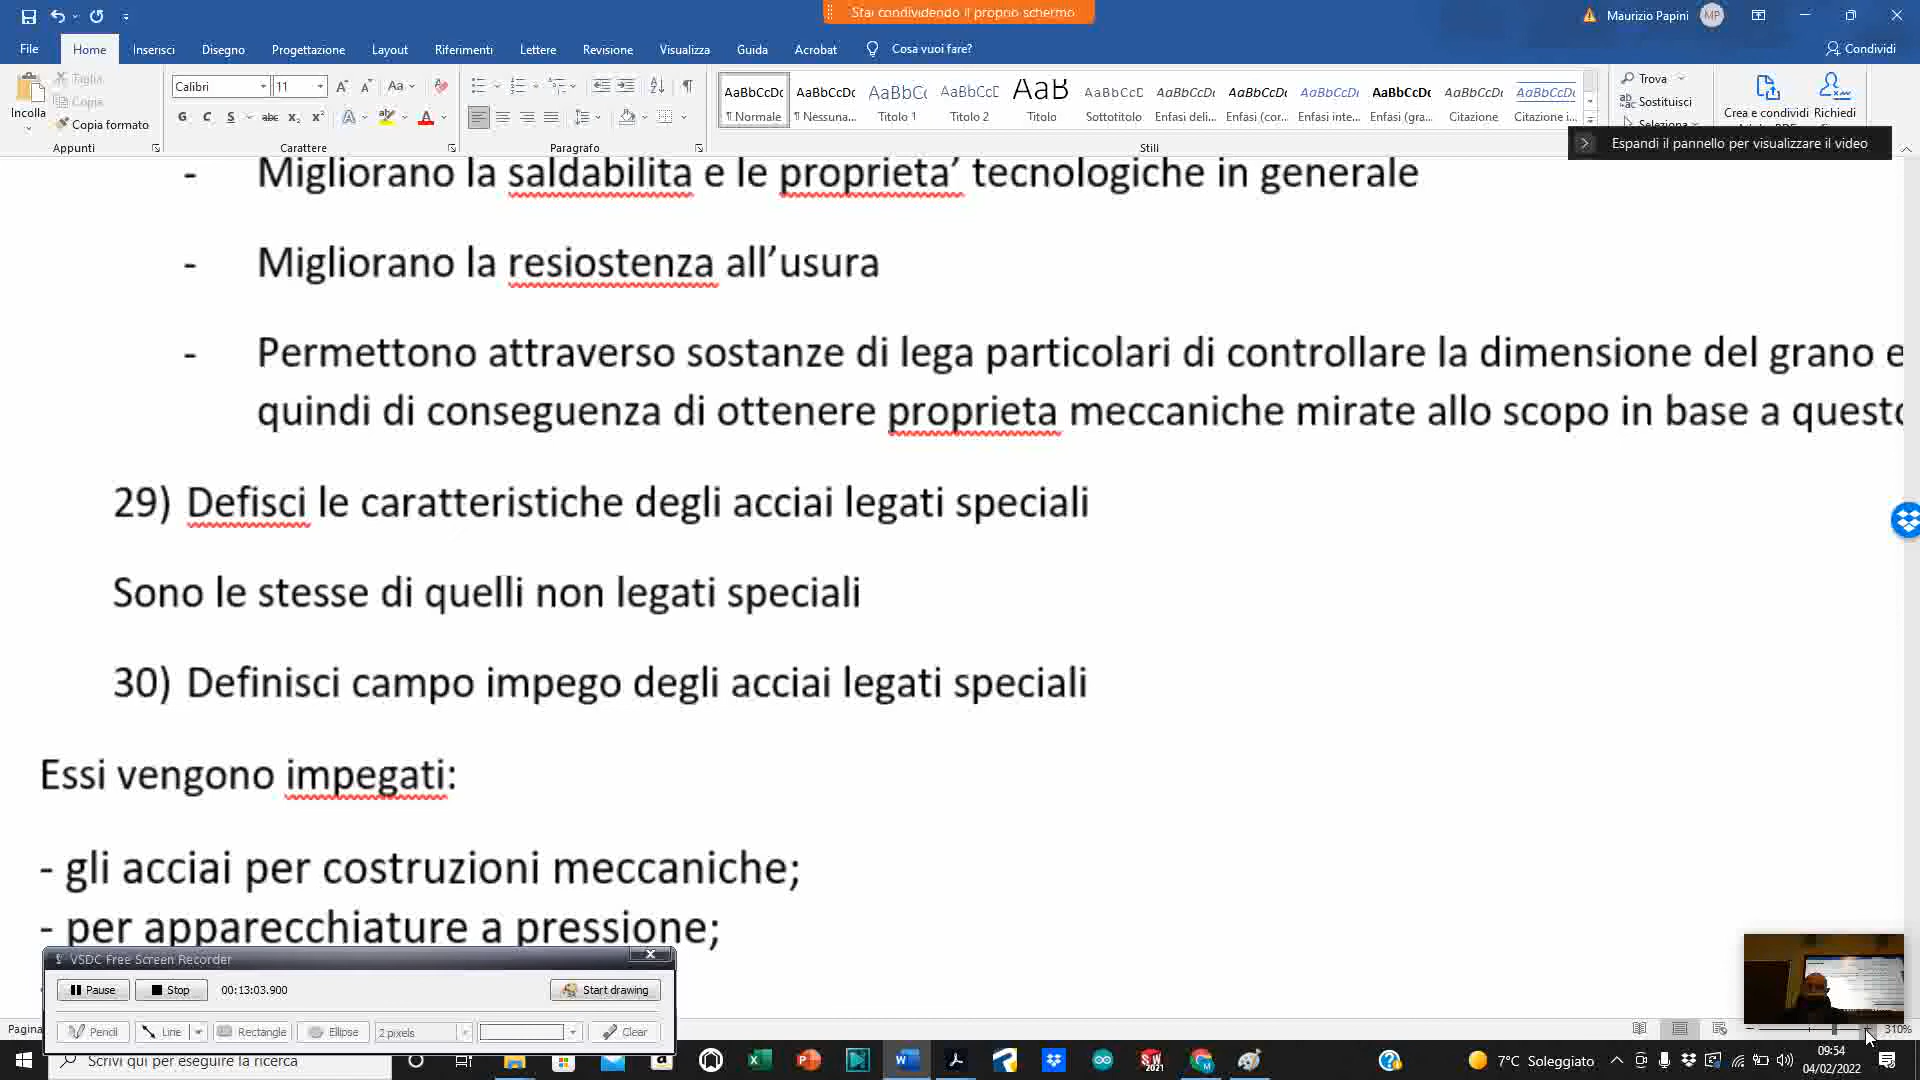 Stai condividendo il proprio schermo
Maurizio Papini
MP
File
Home
Inserisci
Disegno
Progettazione
Layout
Riferimenti
Lettere
Revisione
Visualizza
Guida
Acrobat
Cosa vuoi fare?
Condividi
Incolla
Taglia
Copia
Copia formato
Appunti
Calibri
11
Carattere
Paragrafo
AaBbCcDc
¶ Normale
AaBbCcDc
¶ Nessuna...
AaBbCc
Titolo 1
AaBbCcD
Titolo 2
AaB
Titolo
AaBbCcD
Sottotitolo
AaBbCcDc
Enfasi deli...
AaBbCcDc
Enfasi (cor...
AaBbCcDc
Enfasi inte...
AaBbCcDc
Enfasi (gra...
AaBbCcDc
Citazione
AaBbCcDc
Citazione i...
Stili
Trova
Sostituisci
Seleziona
Crea e condividi
Richiedi
Espandi il pannello per visualizzare il video
- Migliorano la saldabilita e le proprieta’ tecnologiche in generale
- Migliorano la resiostenza all’usura
- Permettono attraverso sostanze di lega particolari di controllare la dimensione del grano e
quindi di conseguenza di ottenere proprieta meccaniche mirate allo scopo in base a questo
29) Defisci le caratteristiche degli acciai legati speciali
Sono le stesse di quelli non legati speciali
30) Definisci campo impego degli acciai legati speciali
Essi vengono impegati:
- gli acciai per costruzioni meccaniche;
- per apparecchiature a pressione;
VSDC Free Screen Recorder
Pause
Stop
00:13:03.900
Start drawing
Pencil
Line
Rectangle
Ellipse
2 pixels
Clear
Pagina
310%
Scrivi qui per eseguire la ricerca
7°C Soleggiato
09:54
04/02/2022